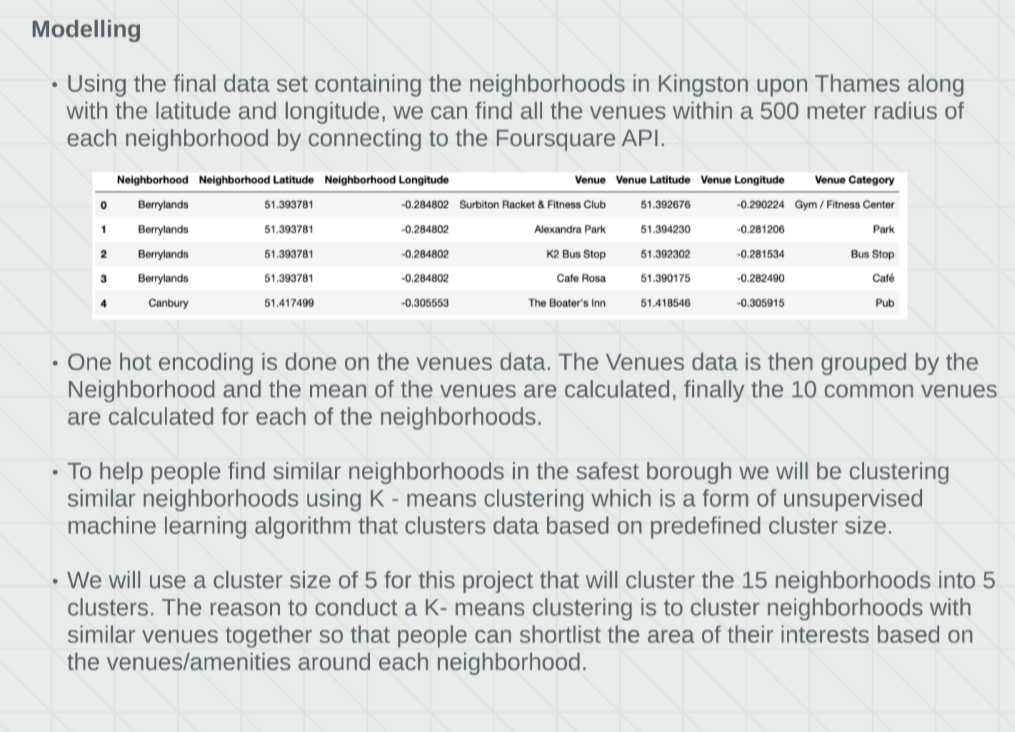 Modelling
• Using the final data set containing the neighborhoods in Kingston upon Thames along
with the latitude and longitude, we can find all the venues within a 500 meter radius of
each neighborhood by connecting to the Foursquare API.
Neighborhood Neighborhood Latitude Neighborhood Longitude Venue Venue Latitude Venue Longitude Venue Category
0 Berrylands 51.393781 -0.284802 Surbiton Racket & Fitness Club 51.392676 -0.290224 Gym / Fitness Center
1 Berrylands 51.393781 -0.284802 Alexandra Park 51.394230 -0.281206 Park
2 Berrylands 51.393781 -0.284802 K2 Bus Stop 51.392302 -0.281534 Bus Stop
3 Berrylands 51.393781 -0.284802 Cafe Rosa 51.390175 -0.282490 Café
4 Canbury 51.417499 -0.305553 The Boater's Inn 51.418546 -0.305915 Pub
• One hot encoding is done on the venues data. The Venues data is then grouped by the
Neighborhood and the mean of the venues are calculated, finally the 10 common venues
are calculated for each of the neighborhoods.
• To help people find similar neighborhoods in the safest borough we will be clustering
similar neighborhoods using K - means clustering which is a form of unsupervised
machine learning algorithm that clusters data based on predefined cluster size.
• We will use a cluster size of 5 for this project that will cluster the 15 neighborhoods into 5
clusters. The reason to conduct a K- means clustering is to cluster neighborhoods with
similar venues together so that people can shortlist the area of their interests based on
the venues/amenities around each neighborhood.